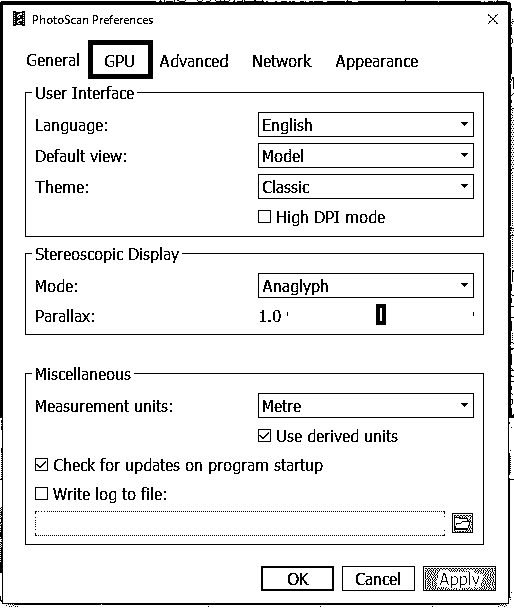 PhotoScan Preferences
General GPU Advanced Network Appearance
User Interface
Language: English
Default view: Model
Theme: Classic
High DPI mode
Stereoscopic Display
Mode: Anaglyph
Parallax: 1.0
Miscellaneous
Measurement units: Metre
Use derived units
Check for updates on program startup
Write log to file:
OK Cancel Apply